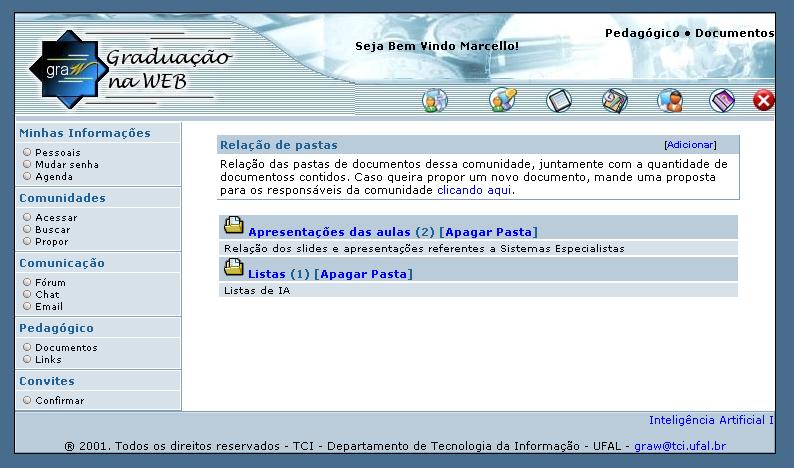 Pedagógico ● Documentos
Seja Bem Vindo Marcello!
graW
Graduação
na WEB
Minhas Informações
Pessoais
Mudar senha
Agenda
Comunidades
Acessar
Buscar
Propor
Comunicação
Fórum
Chat
Email
Pedagógico
Documentos
Links
Convites
Confirmar
Relação de pastas [Adicionar]
Relação das pastas de documentos dessa comunidade, juntamente com a quantidade de
documentoss contidos. Caso queira propor um novo documento, mande uma proposta
para os responsáveis da comunidade clicando aqui.
Apresentações das aulas (2) [Apagar Pasta]
Relação dos slides e apresentações referentes a Sistemas Especialistas
Listas (1) [Apagar Pasta]
Listas de IA
Inteligência Artificial I
® 2001. Todos os direitos reservados - TCI - Departamento de Tecnologia da Informação - UFAL - graw@tci.ufal.br